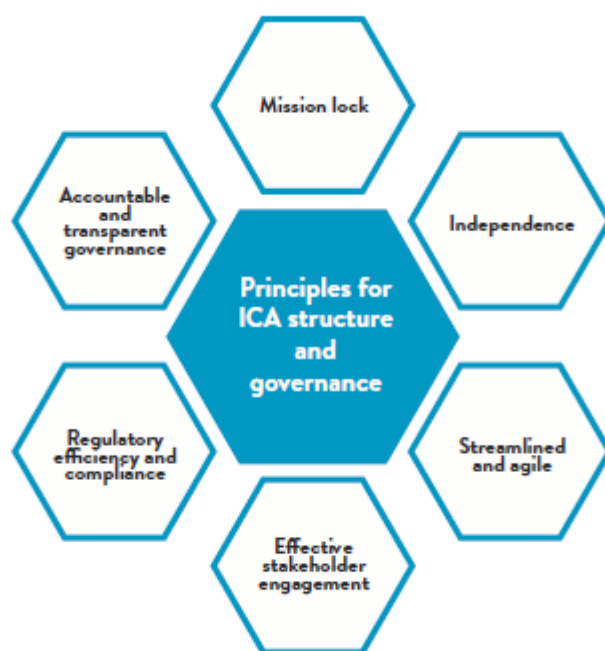 Mission lock
Accountable
and
transparent
governance
Independence
Principles for
ICA structure
and
governance
Regulatory
efficiency and
compliance
Streamlined
and agile
Effective
stakeholder
engagement